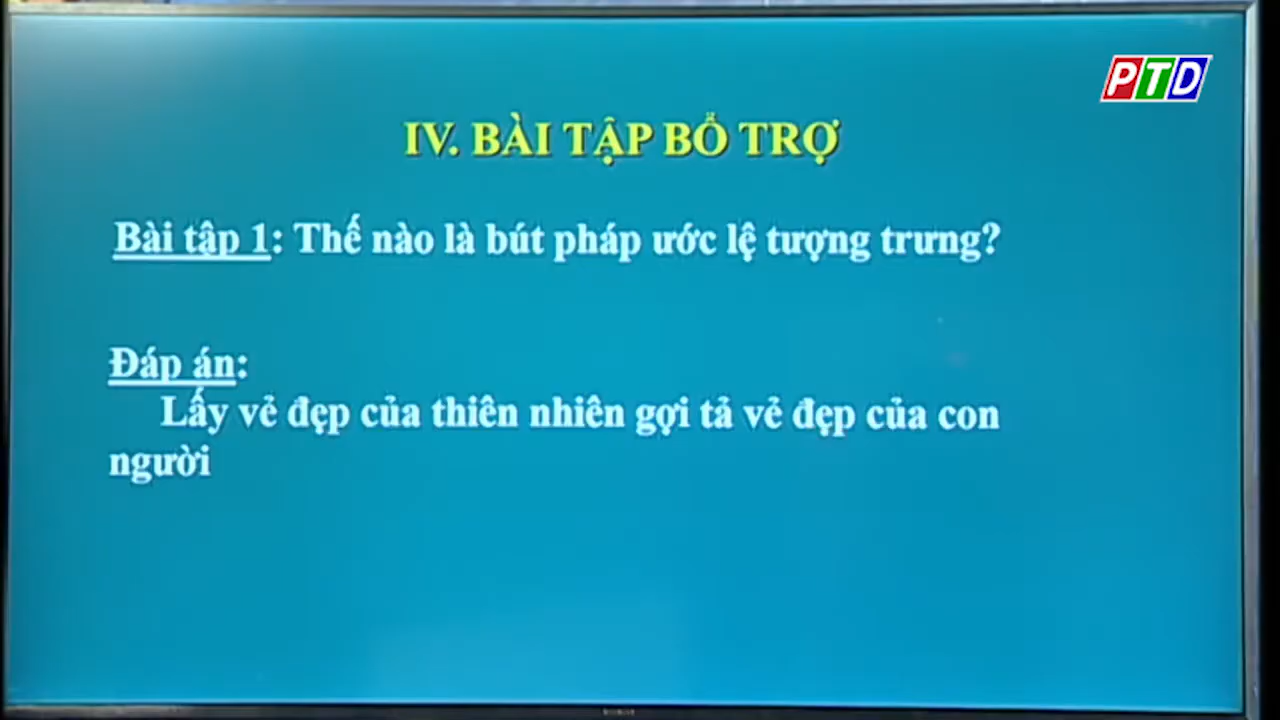 PTD
IV. BÀI TẬP BỔ TRỢ
Bài tập 1: Thế nào là bút pháp ước lệ tượng trưng?
Đáp án:
Lấy vẻ đẹp của thiên nhiên gợi tả vẻ đẹp của con
người